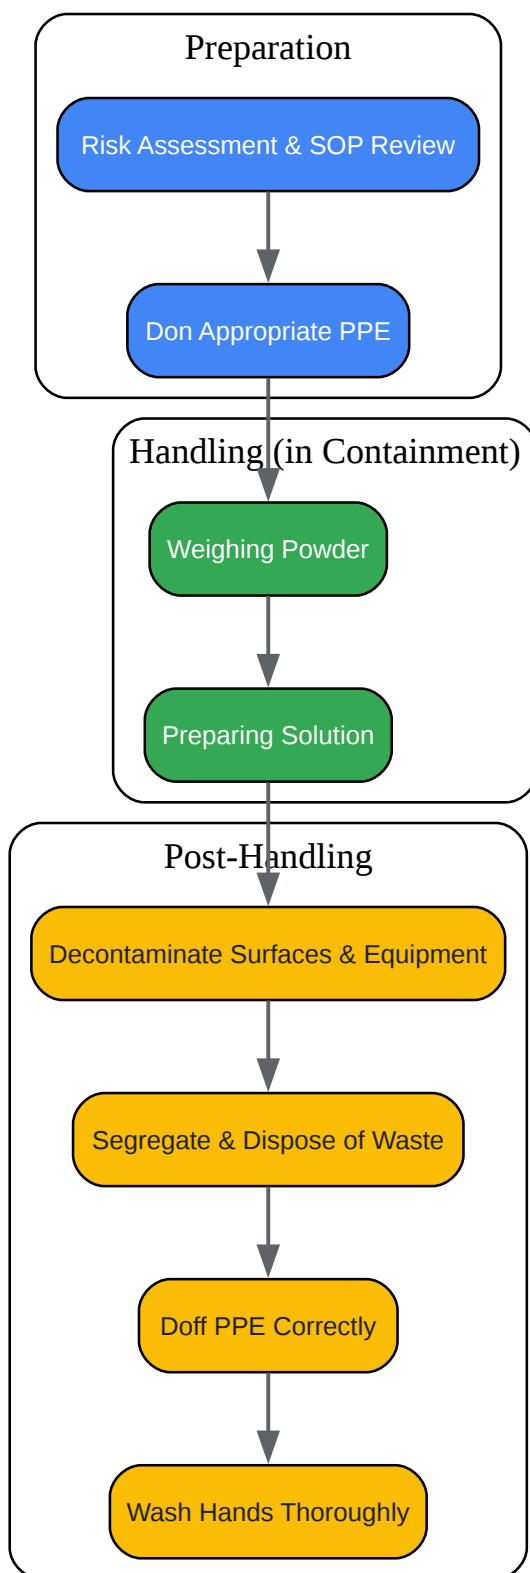 Preparation
Risk Assessment & SOP Review
Don Appropriate PPE
Handling (in Containment)
Weighing Powder
Preparing Solution
Post-Handling
Decontaminate Surfaces & Equipment
Segregate & Dispose of Waste
Doff PPE Correctly
Wash Hands Thoroughly